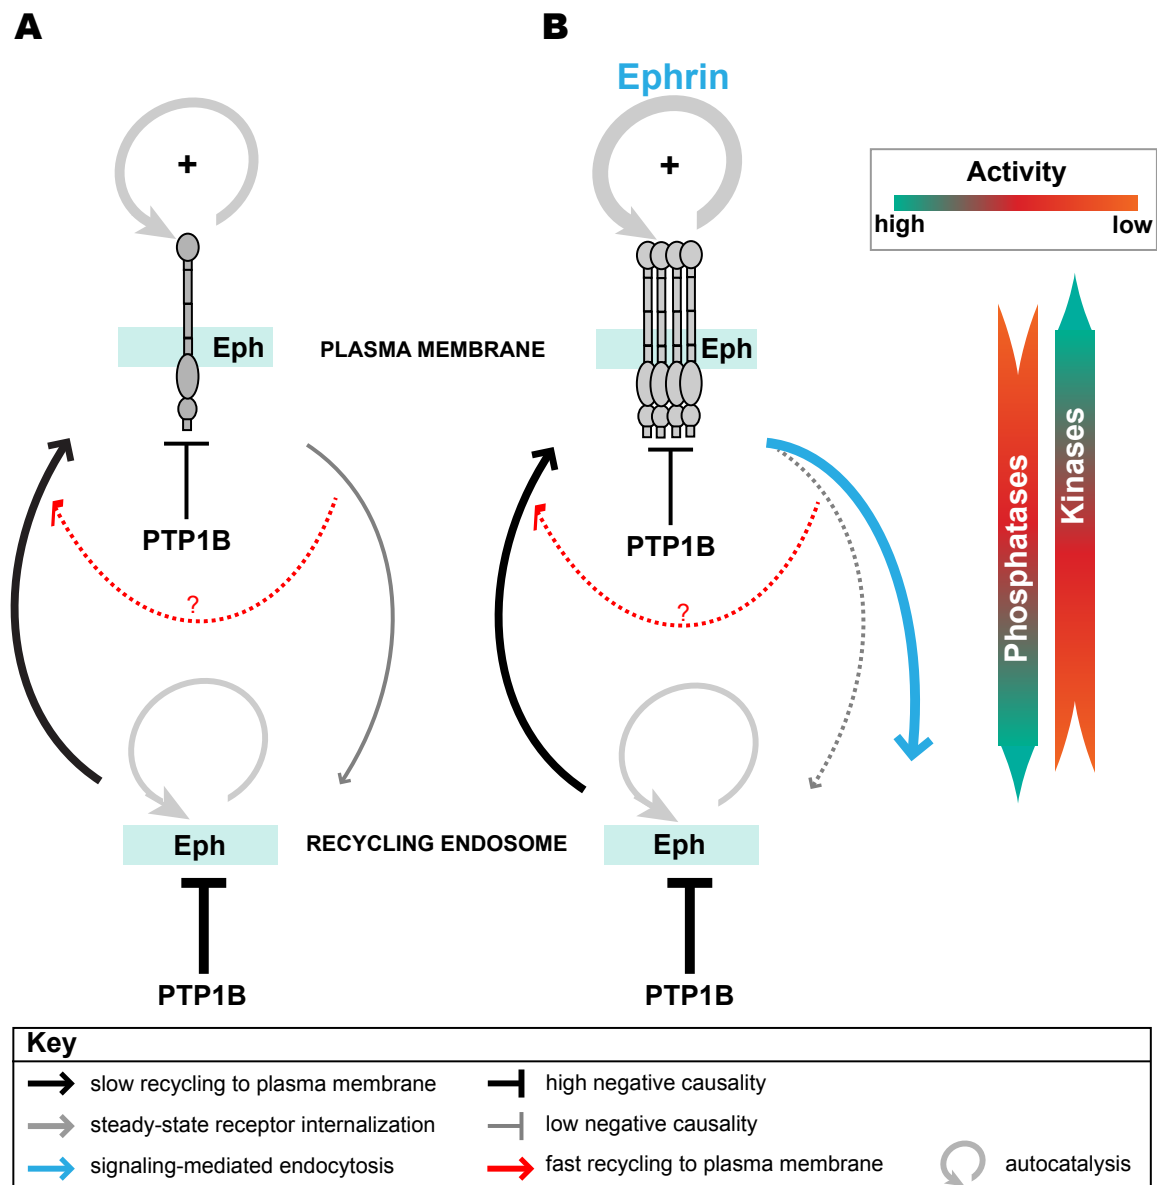 A
B
Ephrin
+
+
Activity
high
low
Eph
PLASMA MEMBRANE
Eph
Phosphatases
Kinases
PTP1B
PTP1B
?
?
Eph
RECYCLING ENDOSOME
Eph
PTP1B
PTP1B
Key
slow recycling to plasma membrane
high negative causality
steady-state receptor internalization
low negative causality
signaling-mediated endocytosis
fast recycling to plasma membrane
autocatalysis